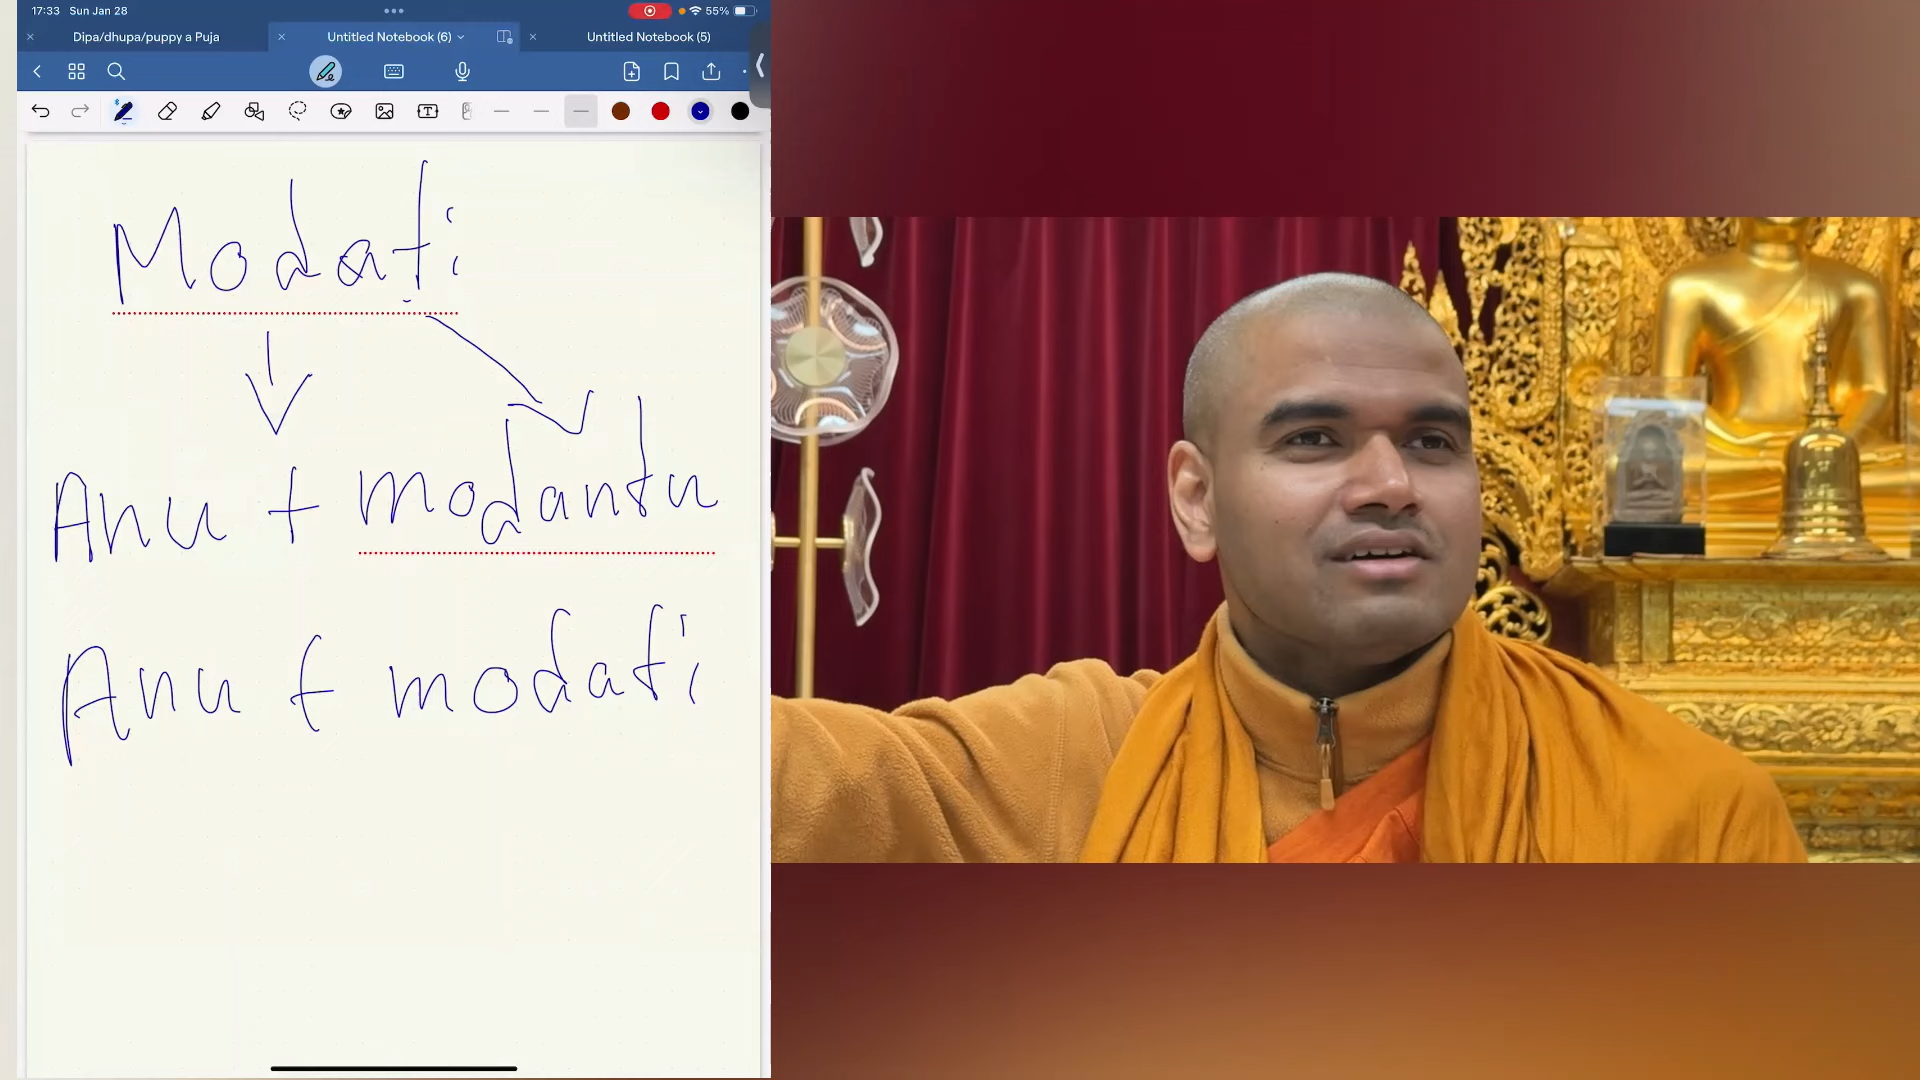 17:33 Sun Jan 28
55%
Dipa/dhupa/puppy a Puja
Untitled Notebook (6)
Untitled Notebook (5)
Modati
Anu + modantu
Anu + modati